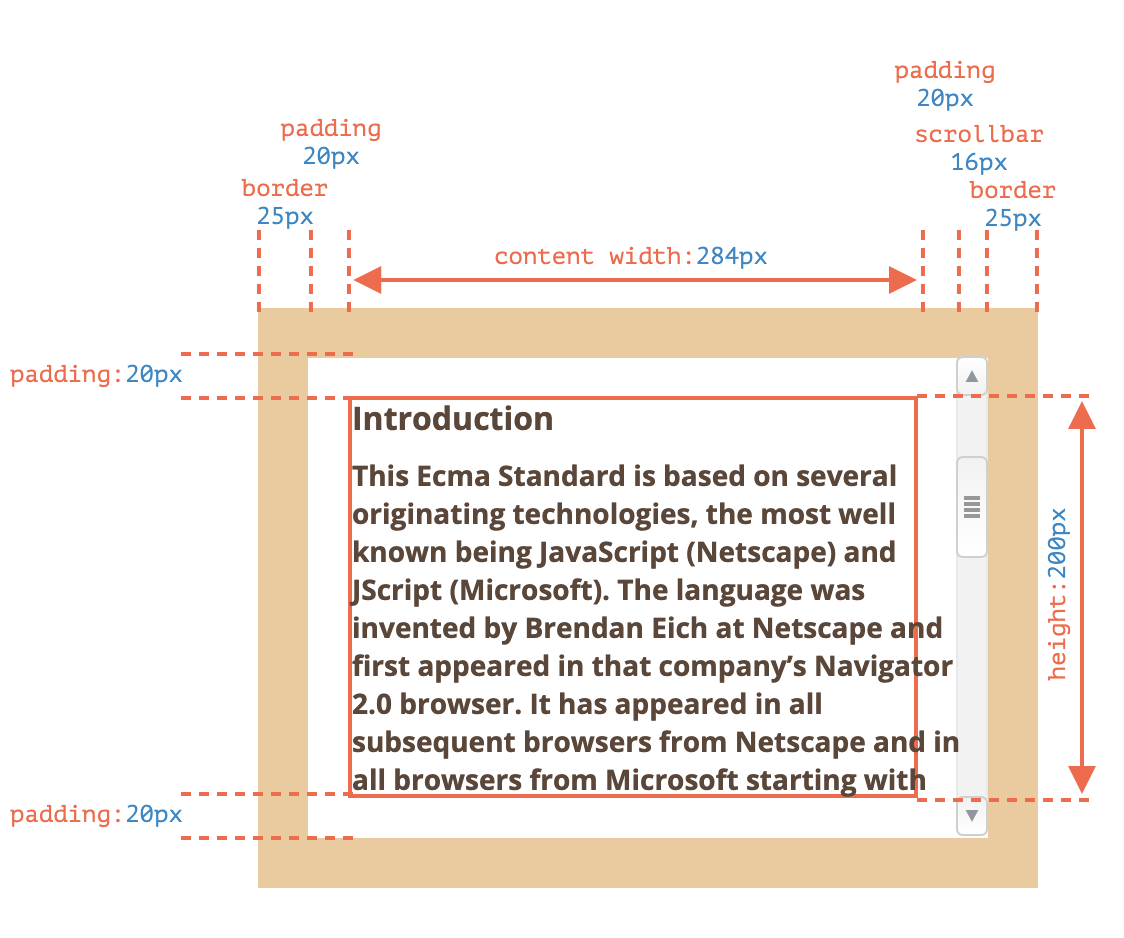 padding
20px
scrollbar
16px
border
25px
padding
20px
border
25px
content width:284px
padding:20px
Introduction
This Ecma Standard is based on several
originating technologies, the most well
known being JavaScript (Netscape) and
JScript (Microsoft). The language was
invented by Brendan Eich at Netscape and
first appeared in that company’s Navigator
2.0 browser. It has appeared in all
subsequent browsers from Netscape and in
all browsers from Microsoft starting with
height:200px
padding:20px